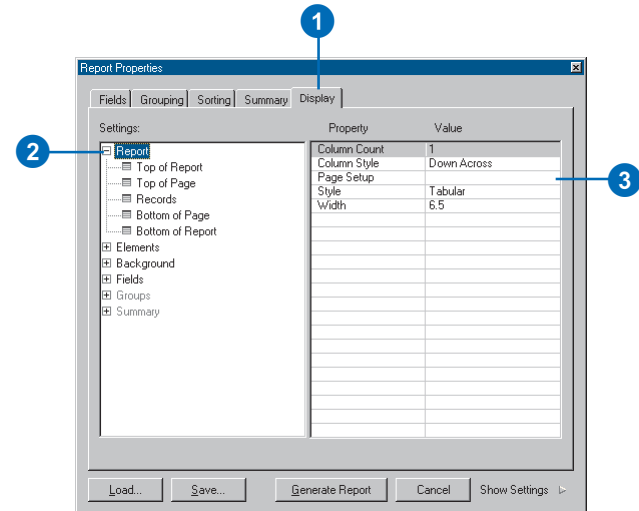 1
Report Properties
Fields Grouping Sorting Summary Display
Settings:
Property Value
2
Report
Top of Report
Top of Page
Records
Bottom of Page
Bottom of Report
Elements
Background
Fields
Groups
Summary
Column Count 1
Column Style Down Across
Page Setup
Style Tabular
Width 6.5
3
Load... Save... Generate Report Cancel Show Settings